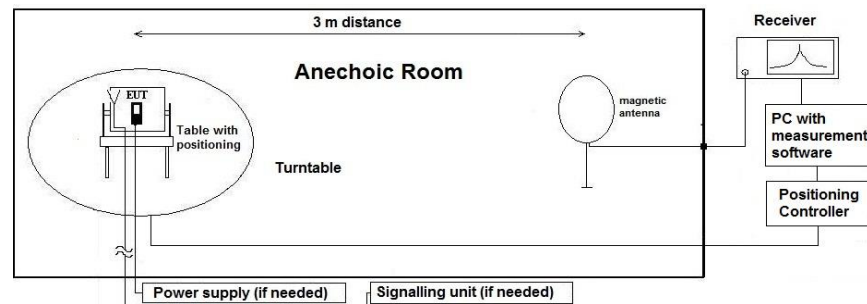 3 m distance
Receiver
Anechoic Room
EUT
magnetic
antenna
Table with
positioning
PC with
measurement
software
Turntable
Positioning
Controller
Power supply (if needed)
Signalling unit (if needed)